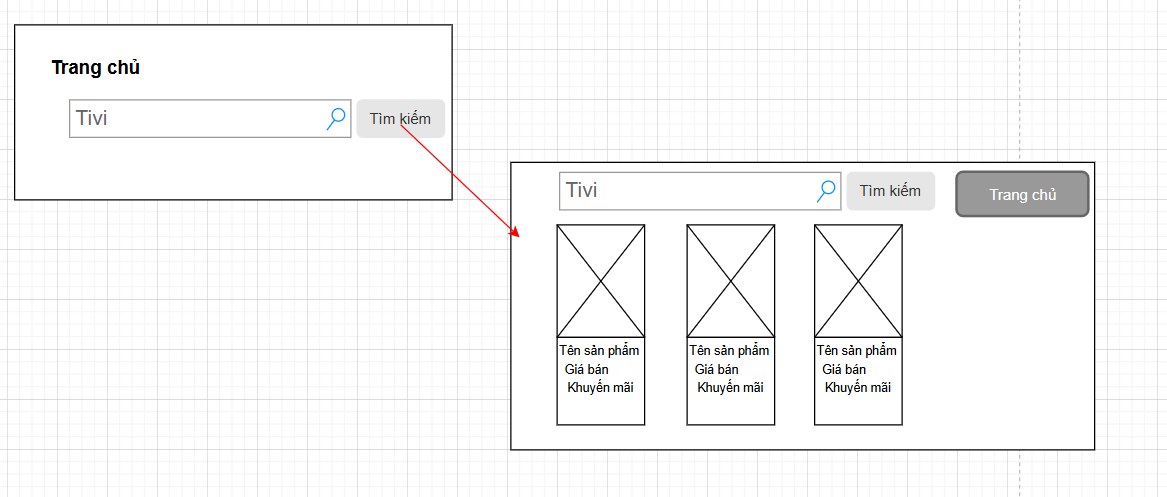 Trang chủ
Tivi
Tìm kiếm
Tivi
Tìm kiếm
Trang chủ
Tên sản phẩm
Giá bán
Khuyến mãi
Tên sản phẩm
Giá bán
Khuyến mãi
Tên sản phẩm
Giá bán
Khuyến mãi